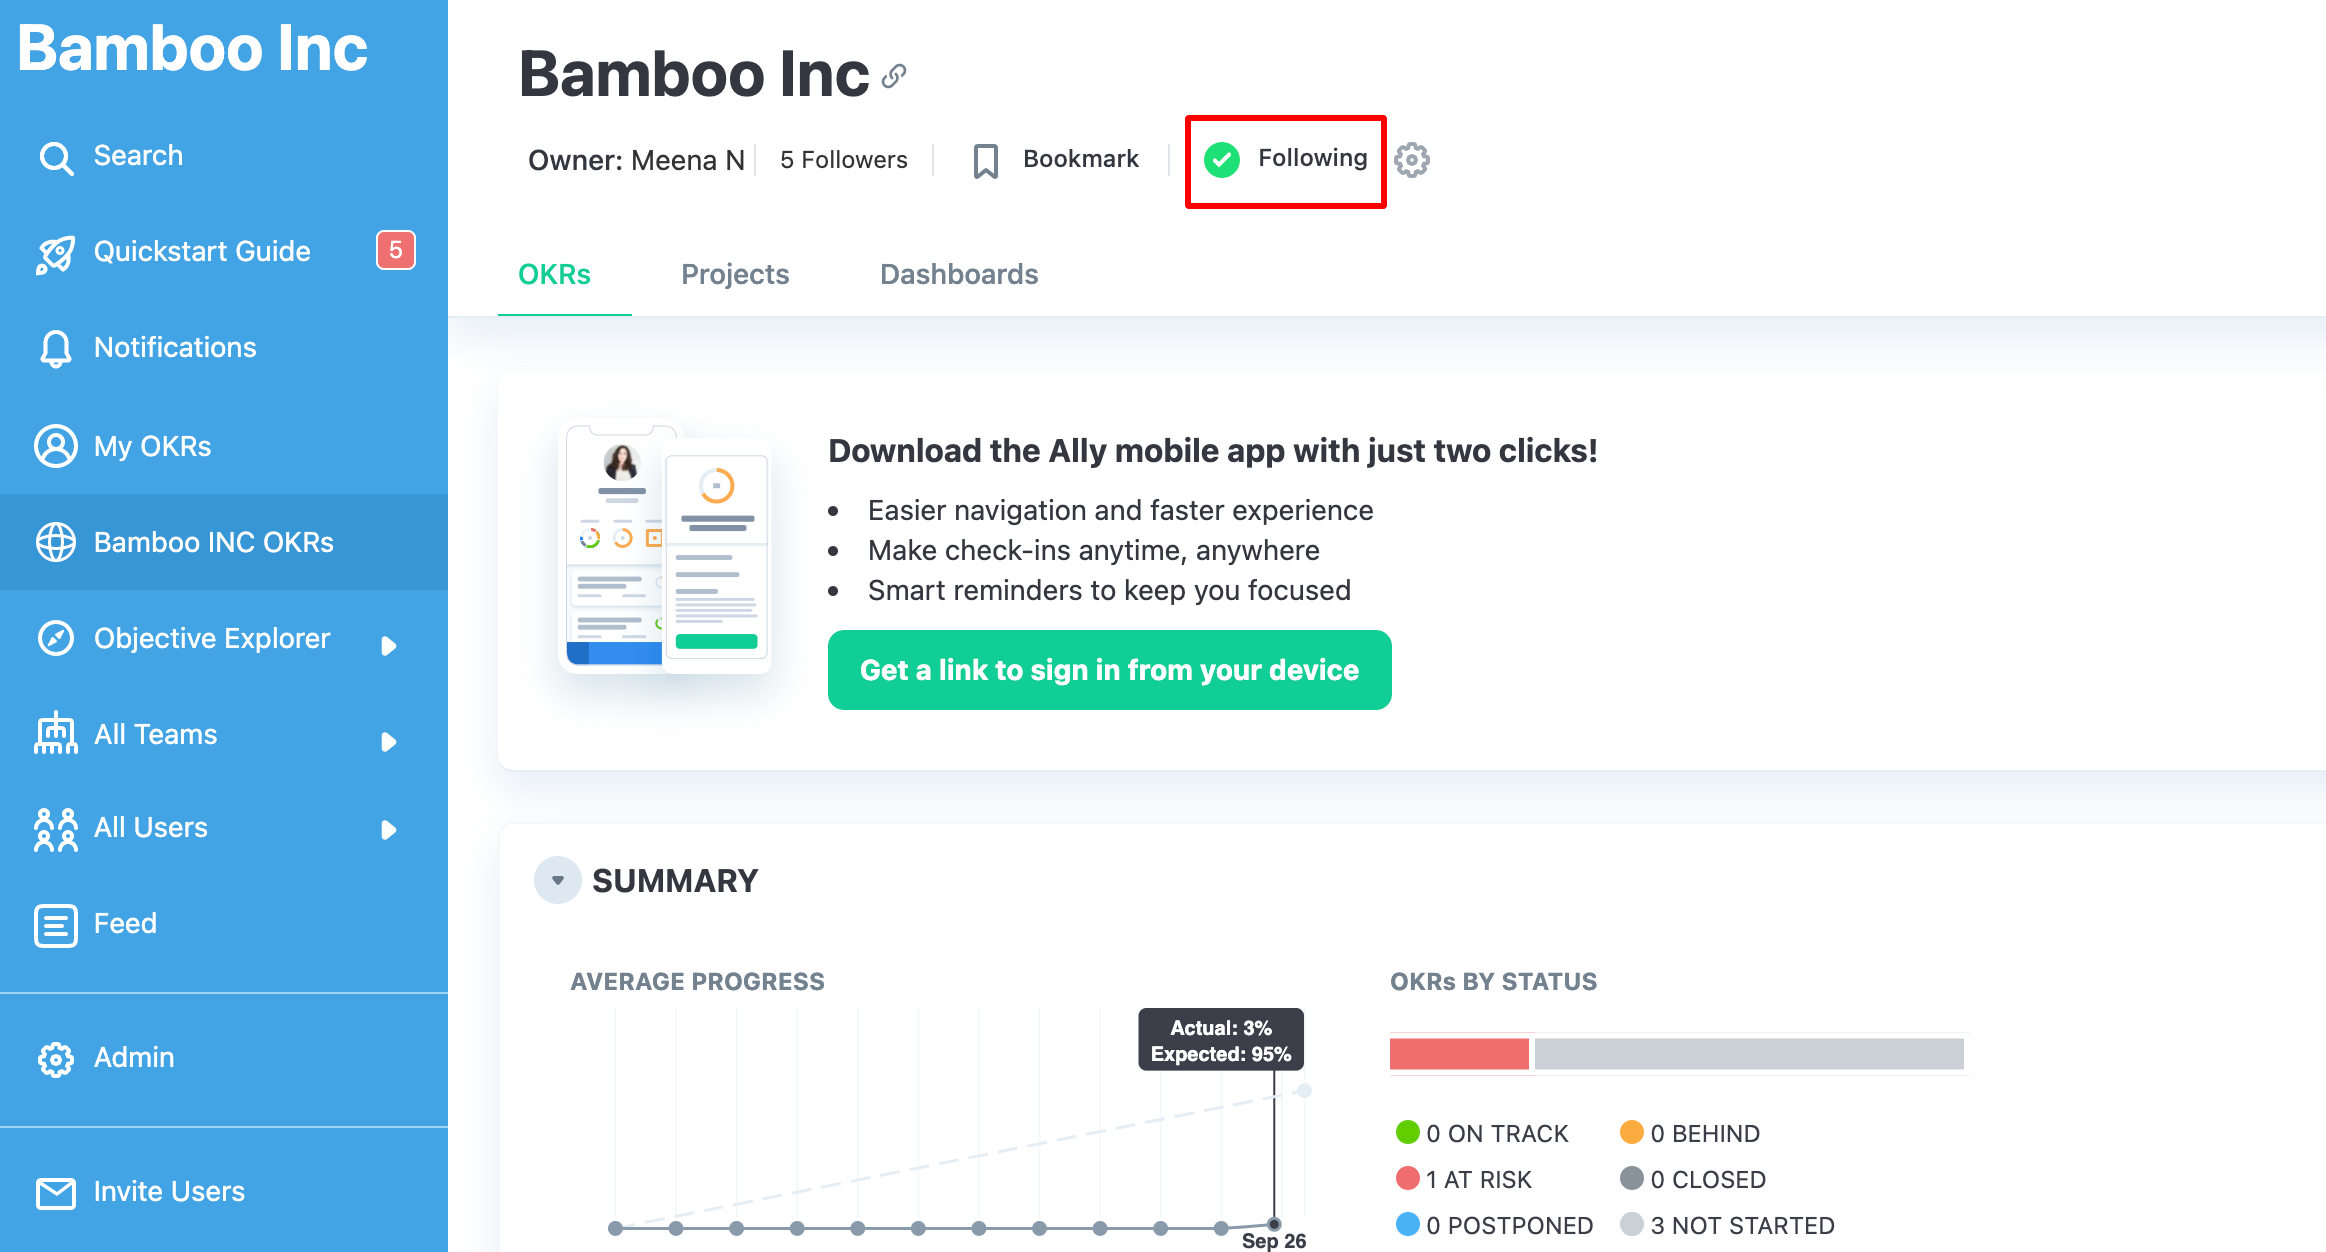 Bamboo Inc
Search
Quickstart Guide 5
Notifications
My OKRs
Bamboo INC OKRs
Objective Explorer
All Teams
All Users
Feed
Admin
Invite Users
Bamboo Inc
Owner: Meena N 5 Followers Bookmark Following
OKRs Projects Dashboards
Download the Ally mobile app with just two clicks!
• Easier navigation and faster experience
• Make check-ins anytime, anywhere
• Smart reminders to keep you focused
Get a link to sign in from your device
SUMMARY
AVERAGE PROGRESS
Actual: 3%
Expected: 95%
Sep 26
OKRs BY STATUS
0 ON TRACK 0 BEHIND
1 AT RISK 0 CLOSED
0 POSTPONED 3 NOT STARTED